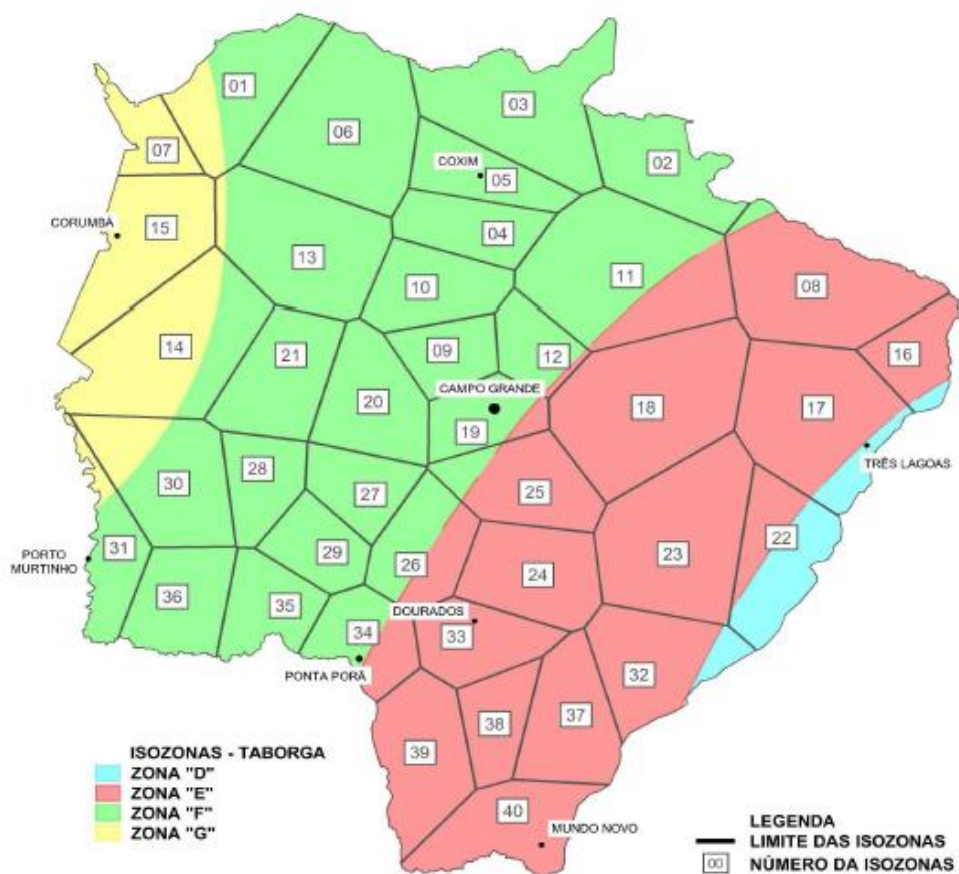 01
03
06
07
02
COXIM
05
CORUMBÁ
15
04
13
11
10
08
14
21
09
12
16
CAMPO GRANDE
20
18
17
19
TRÊS LAGOAS
30
28
27
25
22
31
29
26
24
23
PORTO
MURTINHO
36
35
34
DOURADOS
33
PONTA PORÃ
32
39
38
37
40
MUNDO NOVO
ISOZONAS - TABORGA
ZONA "D"
ZONA "E"
ZONA "F"
ZONA "G"
LEGENDA
LIMITE DAS ISOZONAS
00 NÚMERO DA ISOZONAS